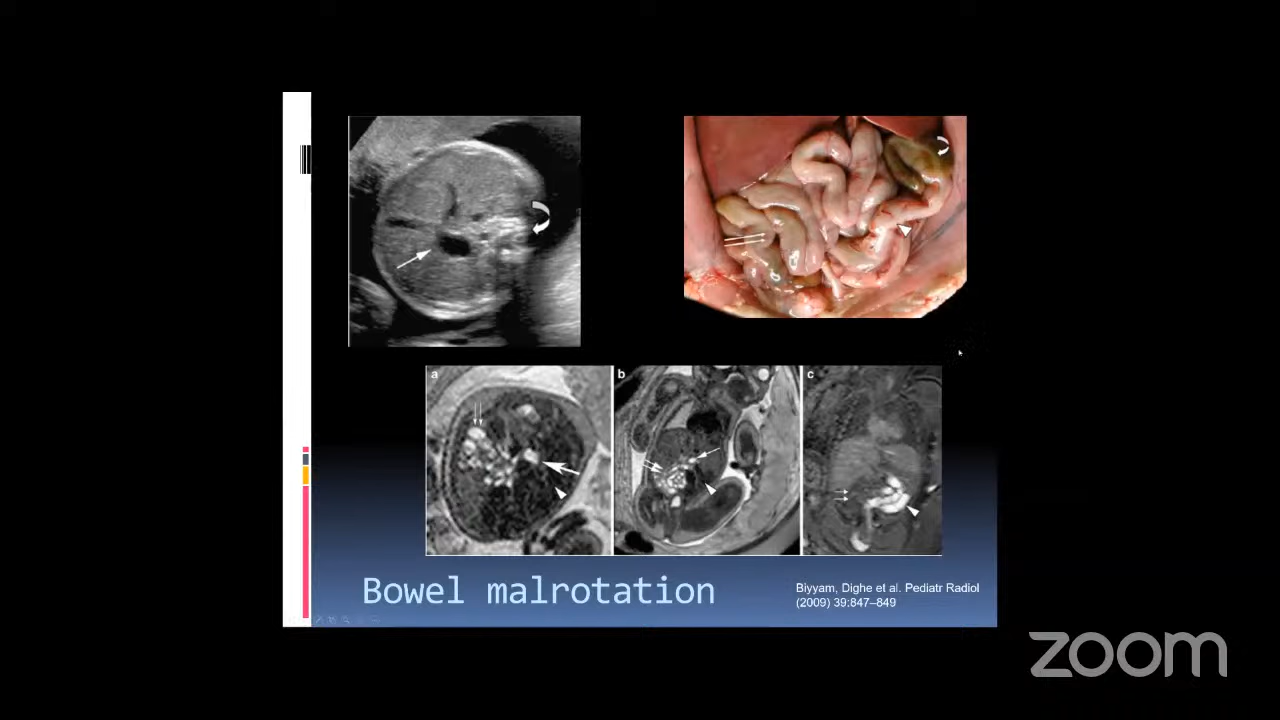 a
b
c
Bowel malrotation
Biyyam, Dighe et al. Pediatr Radiol
(2009) 39:847–849
zoom